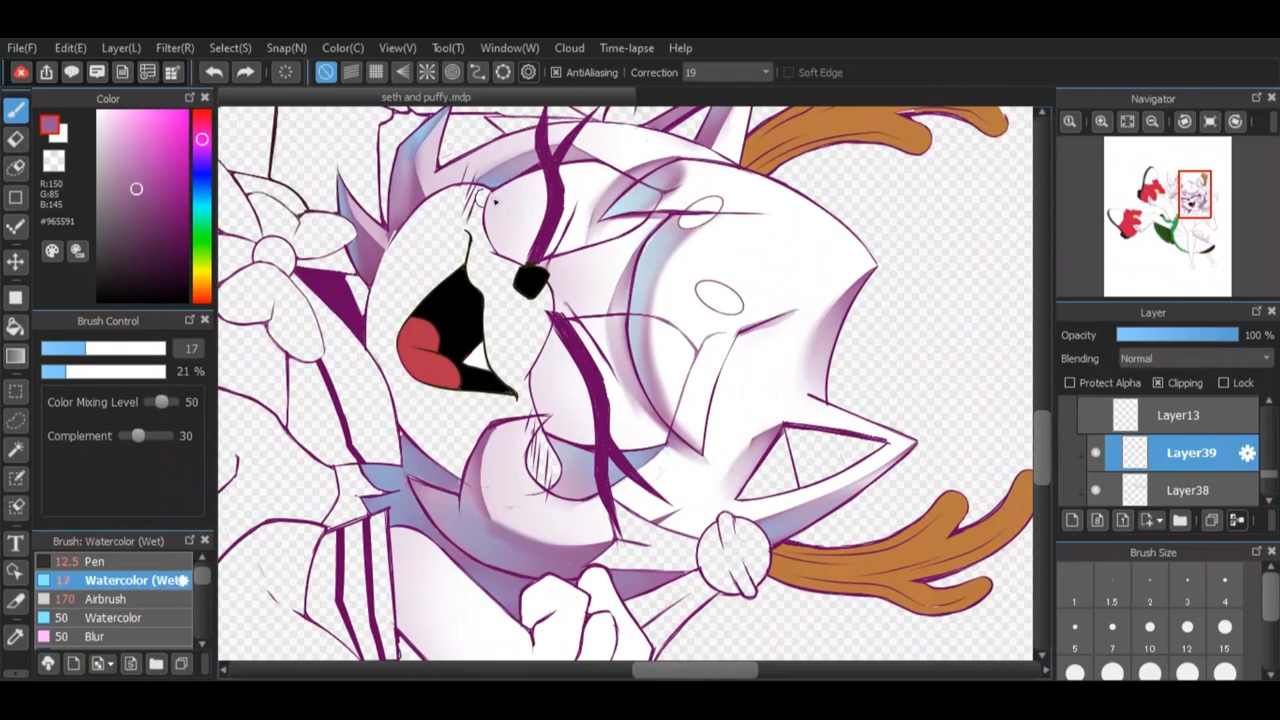 File(F) Edit(E) Layer(L) Filter(R) Select(S) Snap(N) Color(C) View(V) Tool(T) Window(W) Cloud Time-lapse Help
AntiAliasing Correction 19 Soft Edge
Color
seth and puffy.mdp
Navigator
R:150
G:85
B:145
#965591
Brush Control
17
21 %
Color Mixing Level 50
Complement 30
Layer
Opacity 100 %
Blending Normal
Protect Alpha Clipping Lock
Layer13
Layer39
Layer38
Brush: Watercolor (Wet)
12.5 Pen
17 Watercolor (Wet
170 Airbrush
50 Watercolor
50 Blur
Brush Size
1 1.5 2 3 4
5 7 10 12 15